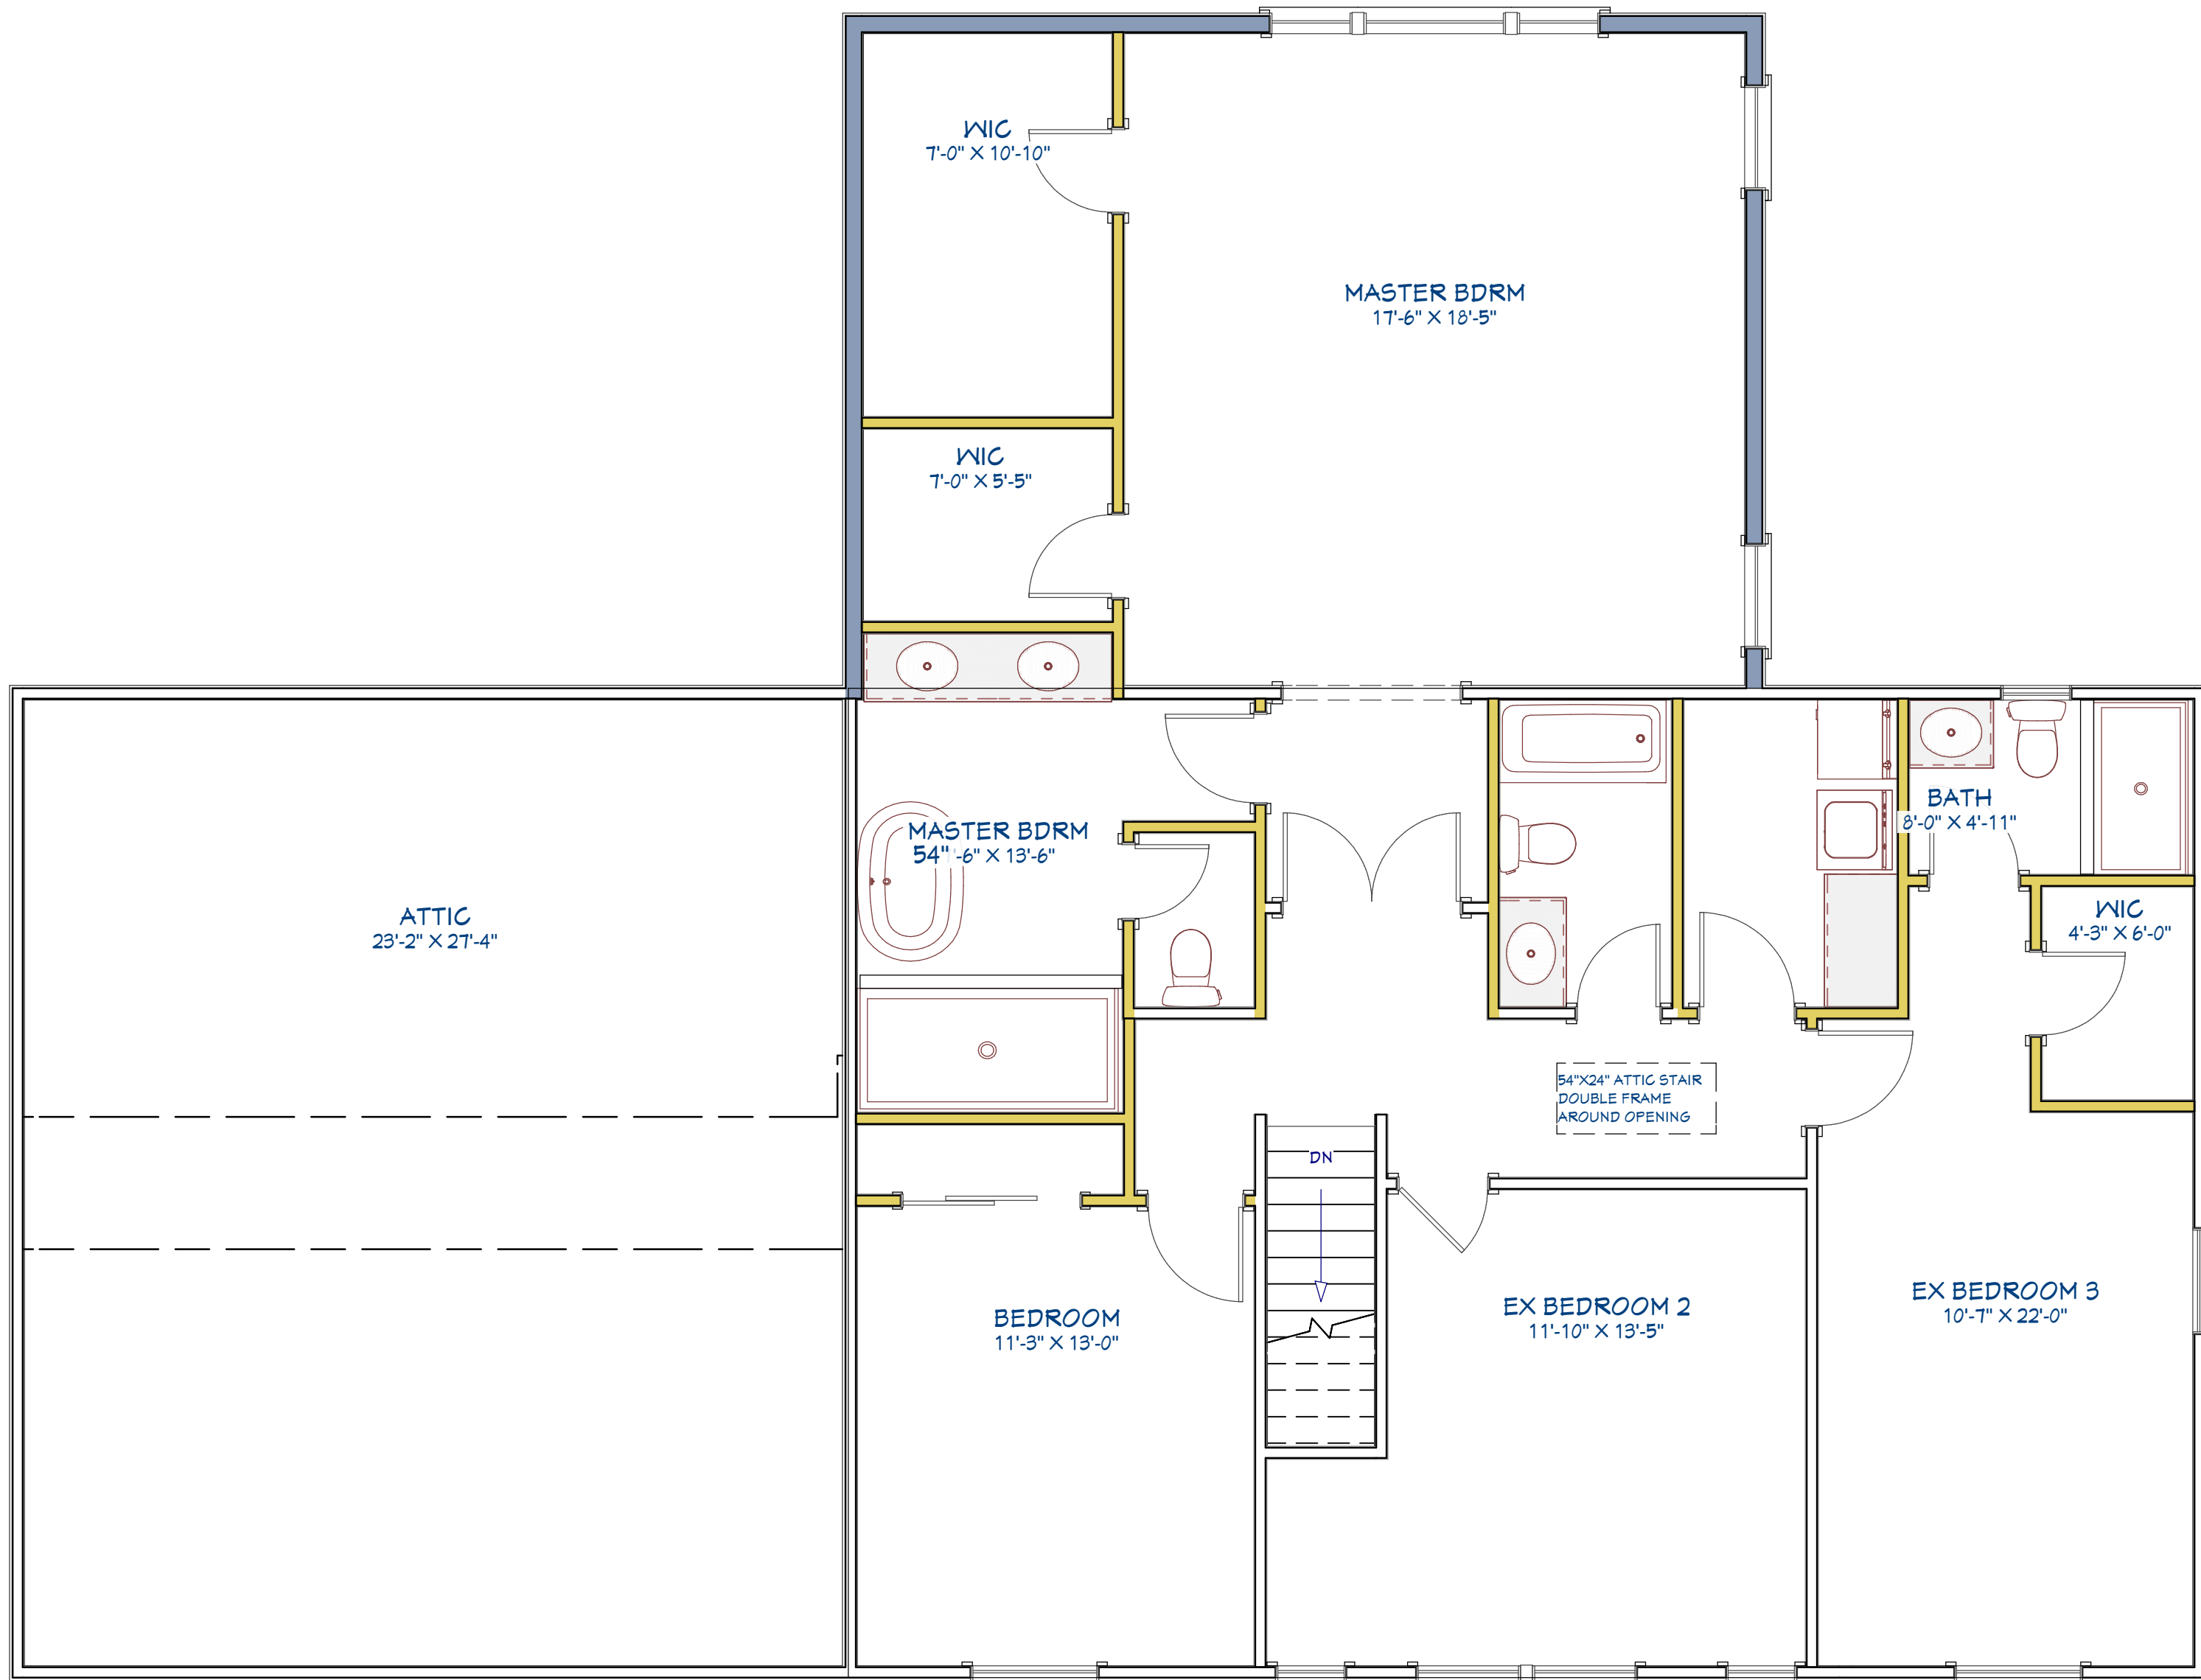 WIC
7'-0" X 10'-10"
MASTER BDRM
17'-6" X 18'-5"
WIC
7'-0" X 5'-5"
BATH
8'-0" X 4'-11"
MASTER BDRM
54" '-6" X 13'-6"
ATTIC
23'-2" X 27'-4"
WIC
4'-3" X 6'-0"
54"X24" ATTIC STAIR
DOUBLE FRAME
AROUND OPENING
DN
EX BEDROOM 3
10'-7" X 22'-0"
EX BEDROOM 2
11'-10" X 13'-5"
BEDROOM
11'-3" X 13'-0"